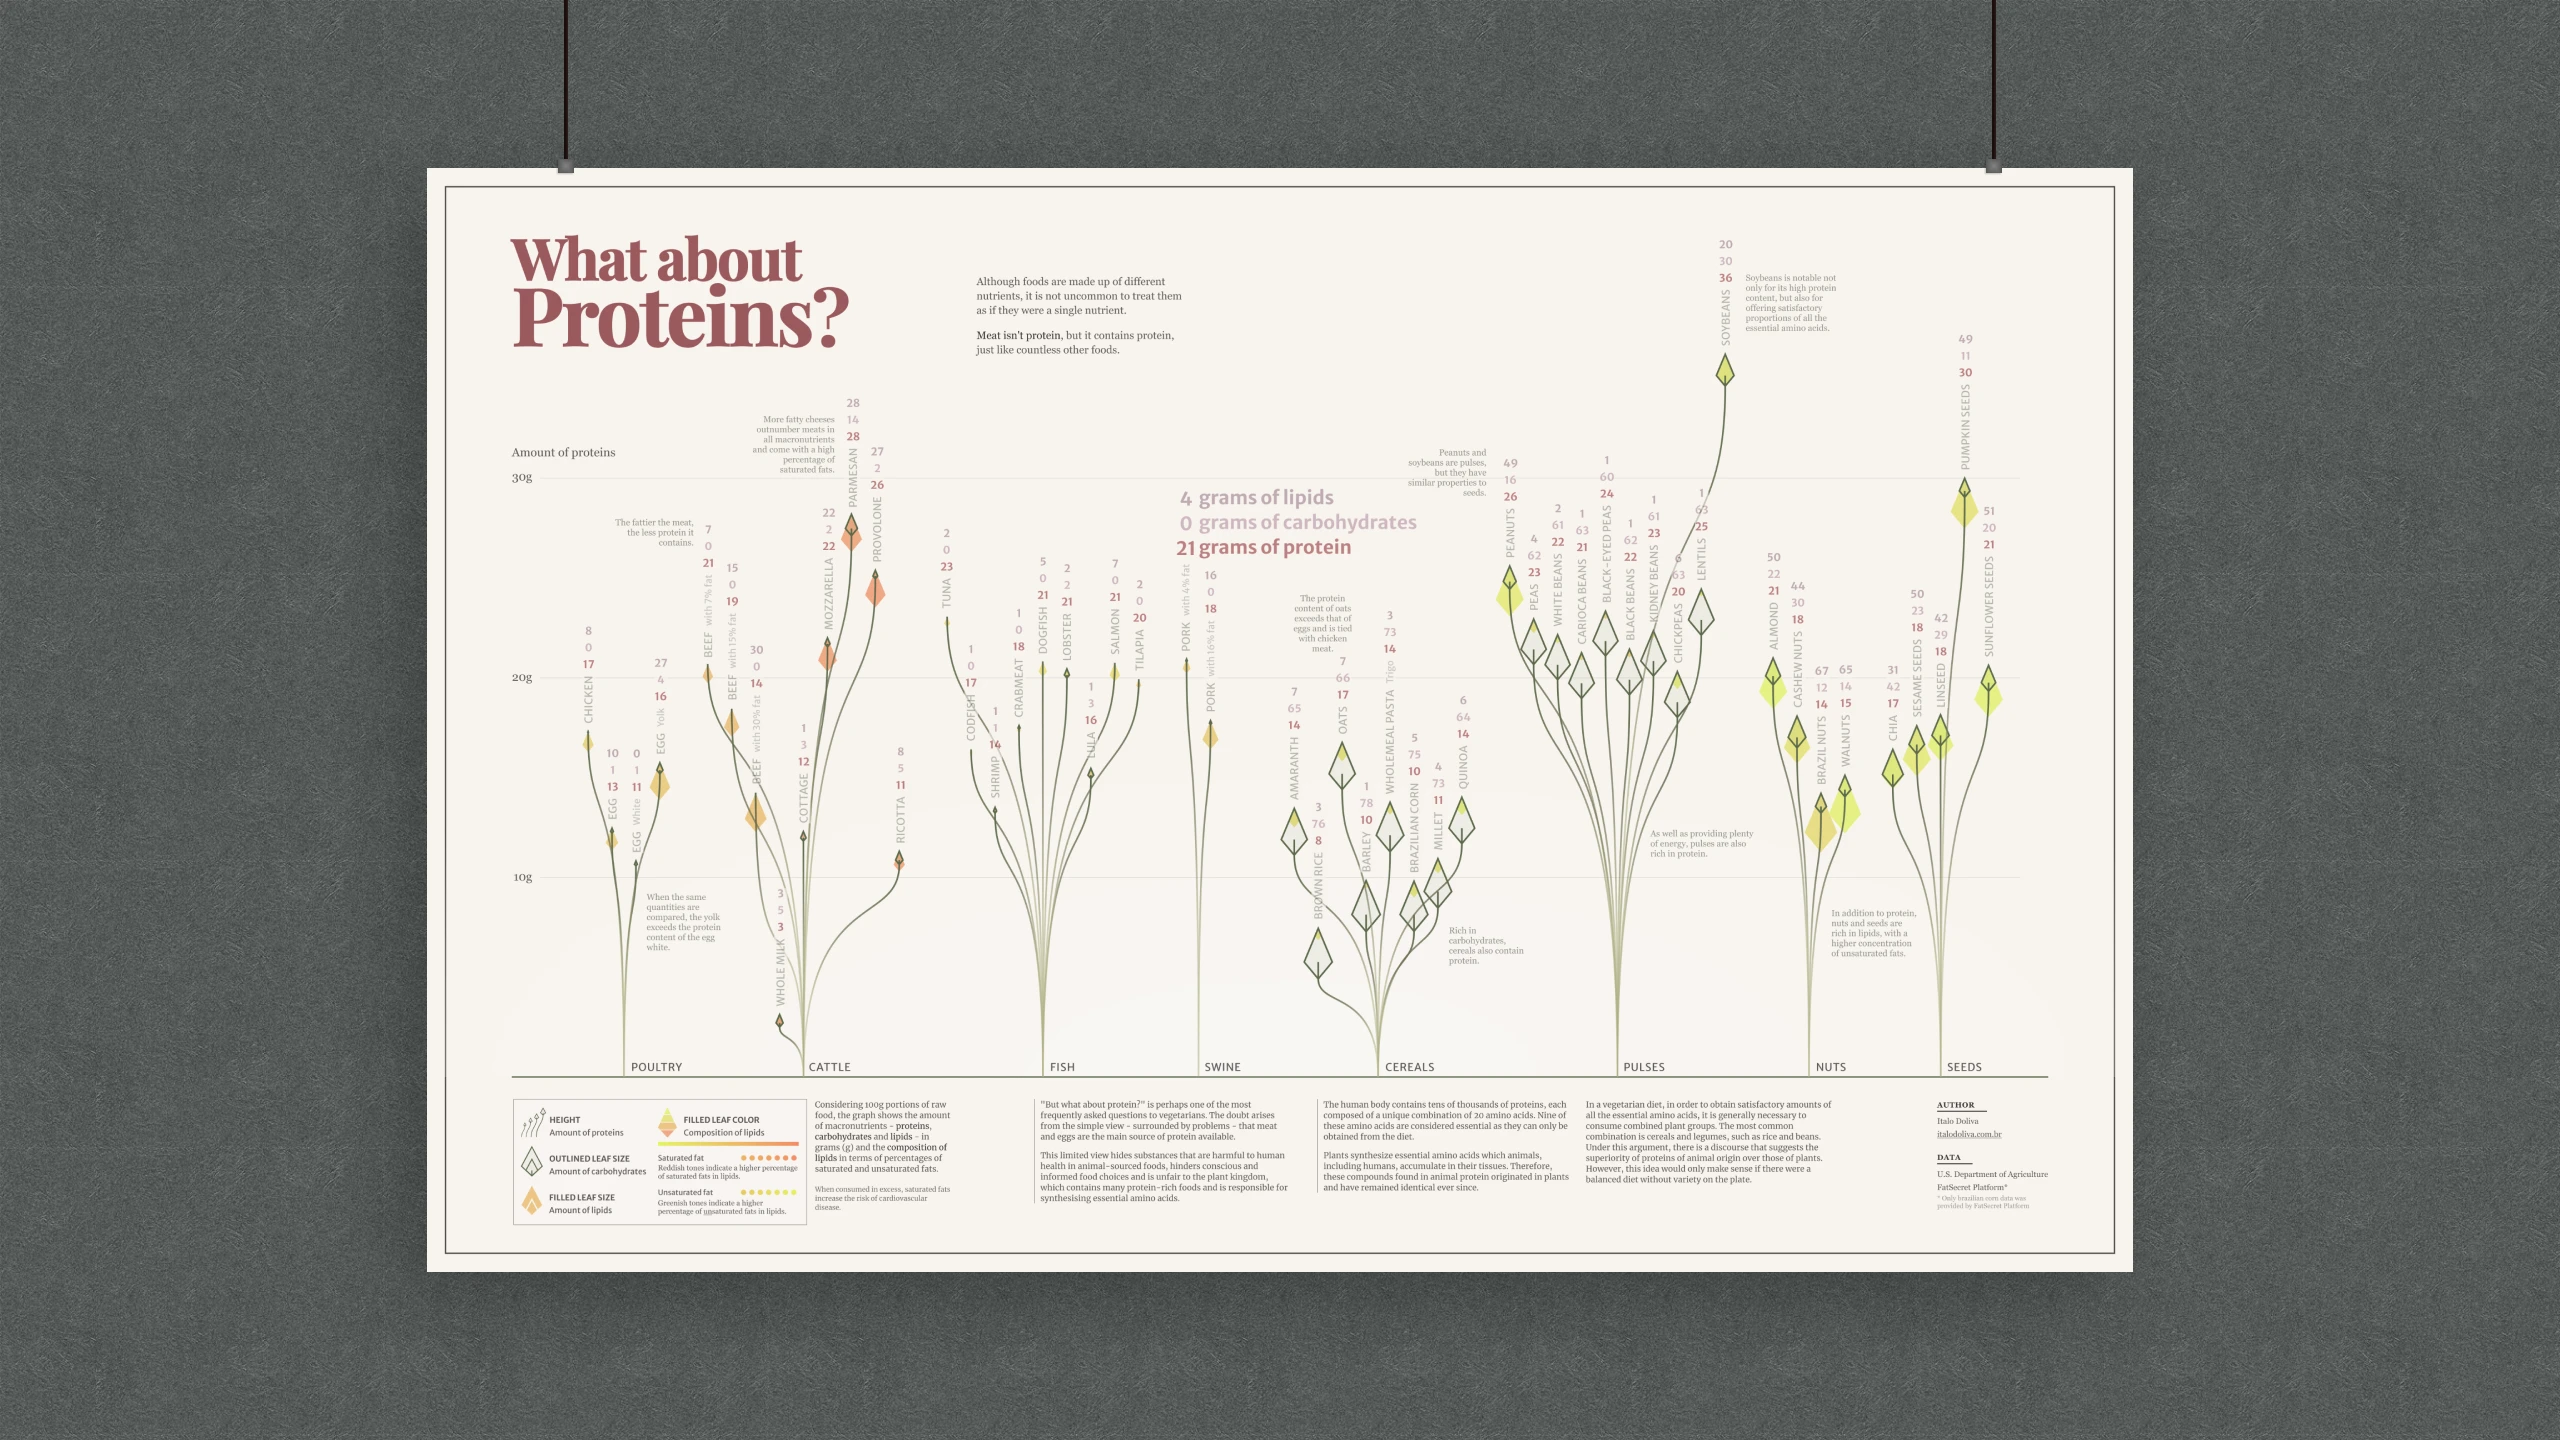 What about
Proteins?
Although foods are made up of different
nutrients, it is not uncommon to treat them
as if they were a single nutrient.
Meat isn't protein, but it contains protein,
just like countless other foods.
Amount of proteins
30g
20g
10g
8
0
17
CHICKEN
10
1
13
EGG
0
1
11
EGG White
27
4
16
EGG Yolk
When the same
quantities are
compared, the yolk
exceeds the protein
content of the egg
white.
POULTRY
The fattier the meat,
the less protein it
contains.
7
0
21
BEEF with 7% fat
15
0
19
BEEF with 15% fat
30
0
14
BEEF with 30% fat
3
5
3
WHOLE MILK
1
3
12
COTTAGE
22
2
22
MOZZARELLA
More fatty cheeses
outnumber meats in
all macronutrients
and come with a high
percentage of
saturated fats.
28
14
28
PARMESAN
27
2
26
PROVOLONE
8
5
11
RICOTTA
CATTLE
2
0
23
TUNA
1
0
17
CODFISH
1
1
14
SHRIMP
1
0
18
CRABMEAT
5
0
21
DOGFISH
2
2
21
LOBSTER
1
3
16
LULA
7
0
21
SALMON
2
0
20
TILAPIA
FISH
4 grams of lipids
0 grams of carbohydrates
21 grams of protein
PORK with 4% fat
16
0
18
PORK with 16% fat
SWINE
7
65
14
AMARANTH
3
76
8
BROWN RICE
The protein
content of oats
exceeds that of
eggs and is tied
with chicken
meat.
7
66
17
OATS
1
78
10
BARLEY
3
73
14
WHOLEMEAL PASTA Trigo
5
75
10
BRAZILIAN CORN
4
73
11
MILLET
6
64
14
QUINOA
Rich in
carbohydrates,
cereals also contain
protein.
CEREALS
Peanuts and
soybeans are pulses,
but they have
similar properties to
seeds.
49
16
26
PEANUTS
4
62
23
PEAS
2
61
22
WHITE BEANS
1
63
21
CARIOCA BEANS
1
60
24
BLACK-EYED PEAS
1
62
22
BLACK BEANS
1
61
23
KIDNEY BEANS
6
63
20
CHICKPEAS
1
63
25
LENTILS
20
30
36
SOYBEANS
Soybeans is notable not
only for its high protein
content, but also for
offering satisfactory
proportions of all the
essential amino acids.
As well as providing plenty
of energy, pulses are also
rich in protein.
PULSES
50
22
21
ALMOND
44
30
18
CASHEW NUTS
67
12
14
BRAZIL NUTS
65
14
15
WALNUTS
In addition to protein,
nuts and seeds are
rich in lipids, with a
higher concentration
of unsaturated fats.
NUTS
31
42
17
CHIA
50
23
18
SESAME SEEDS
42
29
18
LINSEED
49
11
30
PUMPKIN SEEDS
51
20
21
SUNFLOWER SEEDS
SEEDS
HEIGHT
Amount of proteins
OUTLINED LEAF SIZE
Amount of carbohydrates
FILLED LEAF SIZE
Amount of lipids
FILLED LEAF COLOR
Composition of lipids
Saturated fat
Reddish tones indicate a higher percentage
of saturated fats in lipids.
Unsaturated fat
Greenish tones indicate a higher
percentage of unsaturated fats in lipids.
Considering 100g portions of raw
food, the graph shows the amount
of macronutrients - proteins,
carbohydrates and lipids - in
grams (g) and the composition of
lipids in terms of percentages of
saturated and unsaturated fats.
When consumed in excess, saturated fats
increase the risk of cardiovascular
disease.
"But what about protein?" is perhaps one of the most
frequently asked questions to vegetarians. The doubt arises
from the simple view - surrounded by problems - that meat
and eggs are the main source of protein available.
This limited view hides substances that are harmful to human
health in animal-sourced foods, hinders conscious and
informed food choices and is unfair to the plant kingdom,
which contains many protein-rich foods and is responsible for
synthesising essential amino acids.
The human body contains tens of thousands of proteins, each
composed of a unique combination of 20 amino acids. Nine of
these amino acids are considered essential as they can only be
obtained from the diet.
Plants synthesize essential amino acids which animals,
including humans, accumulate in their tissues. Therefore,
these compounds found in animal protein originated in plants
and have remained identical ever since.
In a vegetarian diet, in order to obtain satisfactory amounts of
all the essential amino acids, it is generally necessary to
consume combined plant groups. The most common
combination is cereals and legumes, such as rice and beans.
Under this argument, there is a discourse that suggests the
superiority of proteins of animal origin over those of plants.
However, this idea would only make sense if there were a
balanced diet without variety on the plate.
AUTHOR
Italo Doliva
italodoliva.com.br
DATA
U.S. Department of Agriculture
FatSecret Platform*
* Only brazilian corn data was
provided by FatSecret Platform